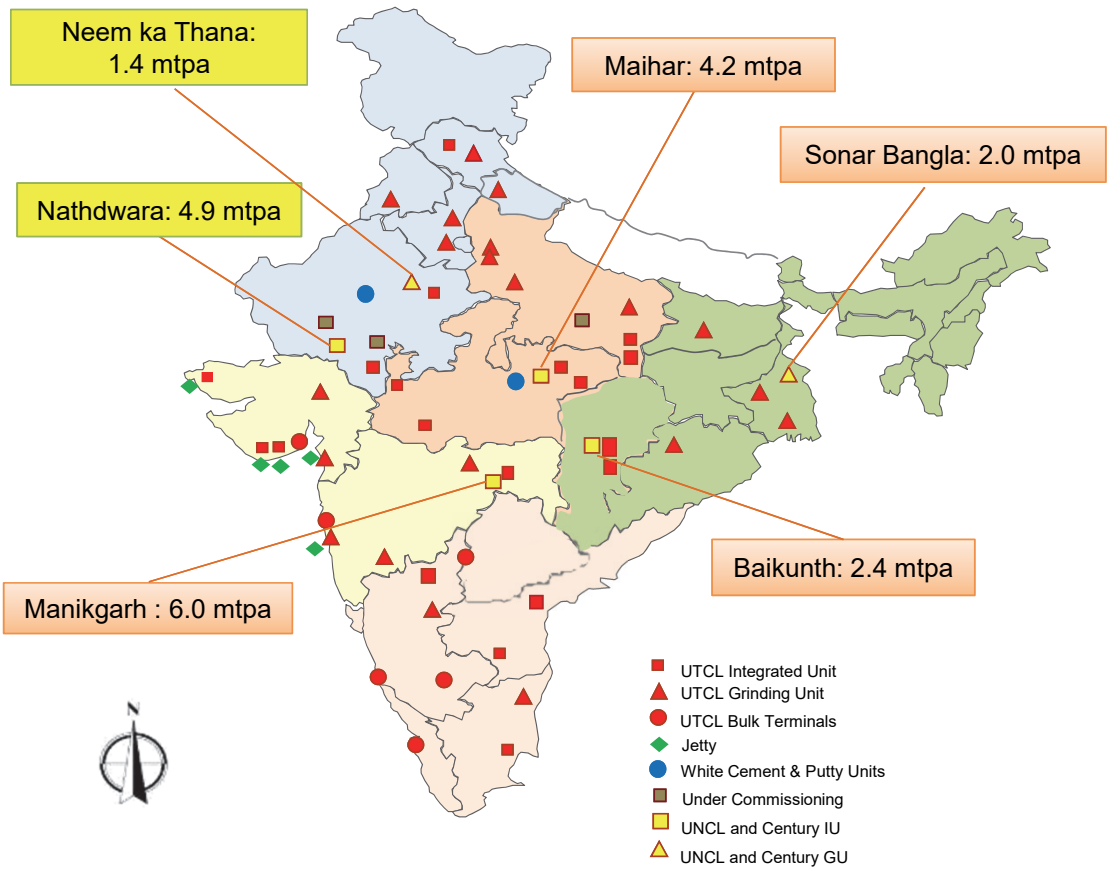 Neem ka Thana:
1.4 mtpa
Maihar: 4.2 mtpa
Sonar Bangla: 2.0 mtpa
Nathdwara: 4.9 mtpa
Baikunth: 2.4 mtpa
Manikgarh : 6.0 mtpa
N
UTCL Integrated Unit
UTCL Grinding Unit
UTCL Bulk Terminals
Jetty
White Cement & Putty Units
Under Commissioning
UNCL and Century IU
UNCL and Century GU